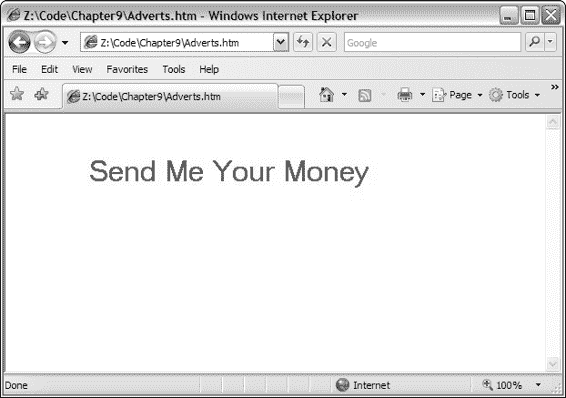 Z:\Code\Chapter9\Adverts.htm - Windows Internet Explorer
Z:\Code\Chapter9\Adverts.htm Google
File Edit View Favorites Tools Help
Z:\Code\Chapter9\Adverts.htm Page Tools »
Send Me Your Money
Done Internet 100%